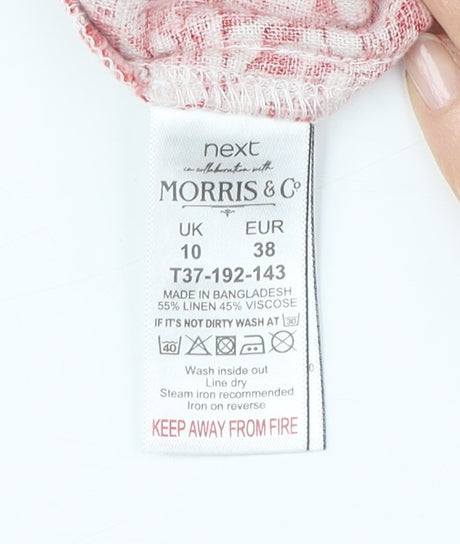 next
in collaboration with
MORRIS & Co
UK EUR
10 38
T37-192-143
MADE IN BANGLADESH
55% LINEN 45% VISCOSE
IF IT'S NOT DIRTY WASH AT 30
40
Wash inside out
Line dry
Steam iron recommended
Iron on reverse
KEEP AWAY FROM FIRE